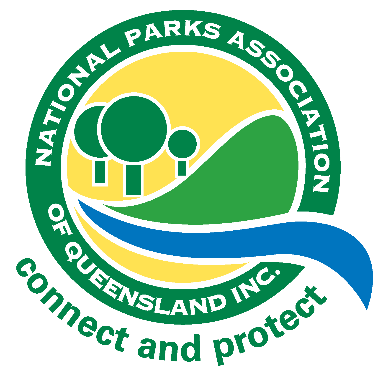 NATIONAL PARKS ASSOCIATION
OF QUEENSLAND INC.
connect and protect